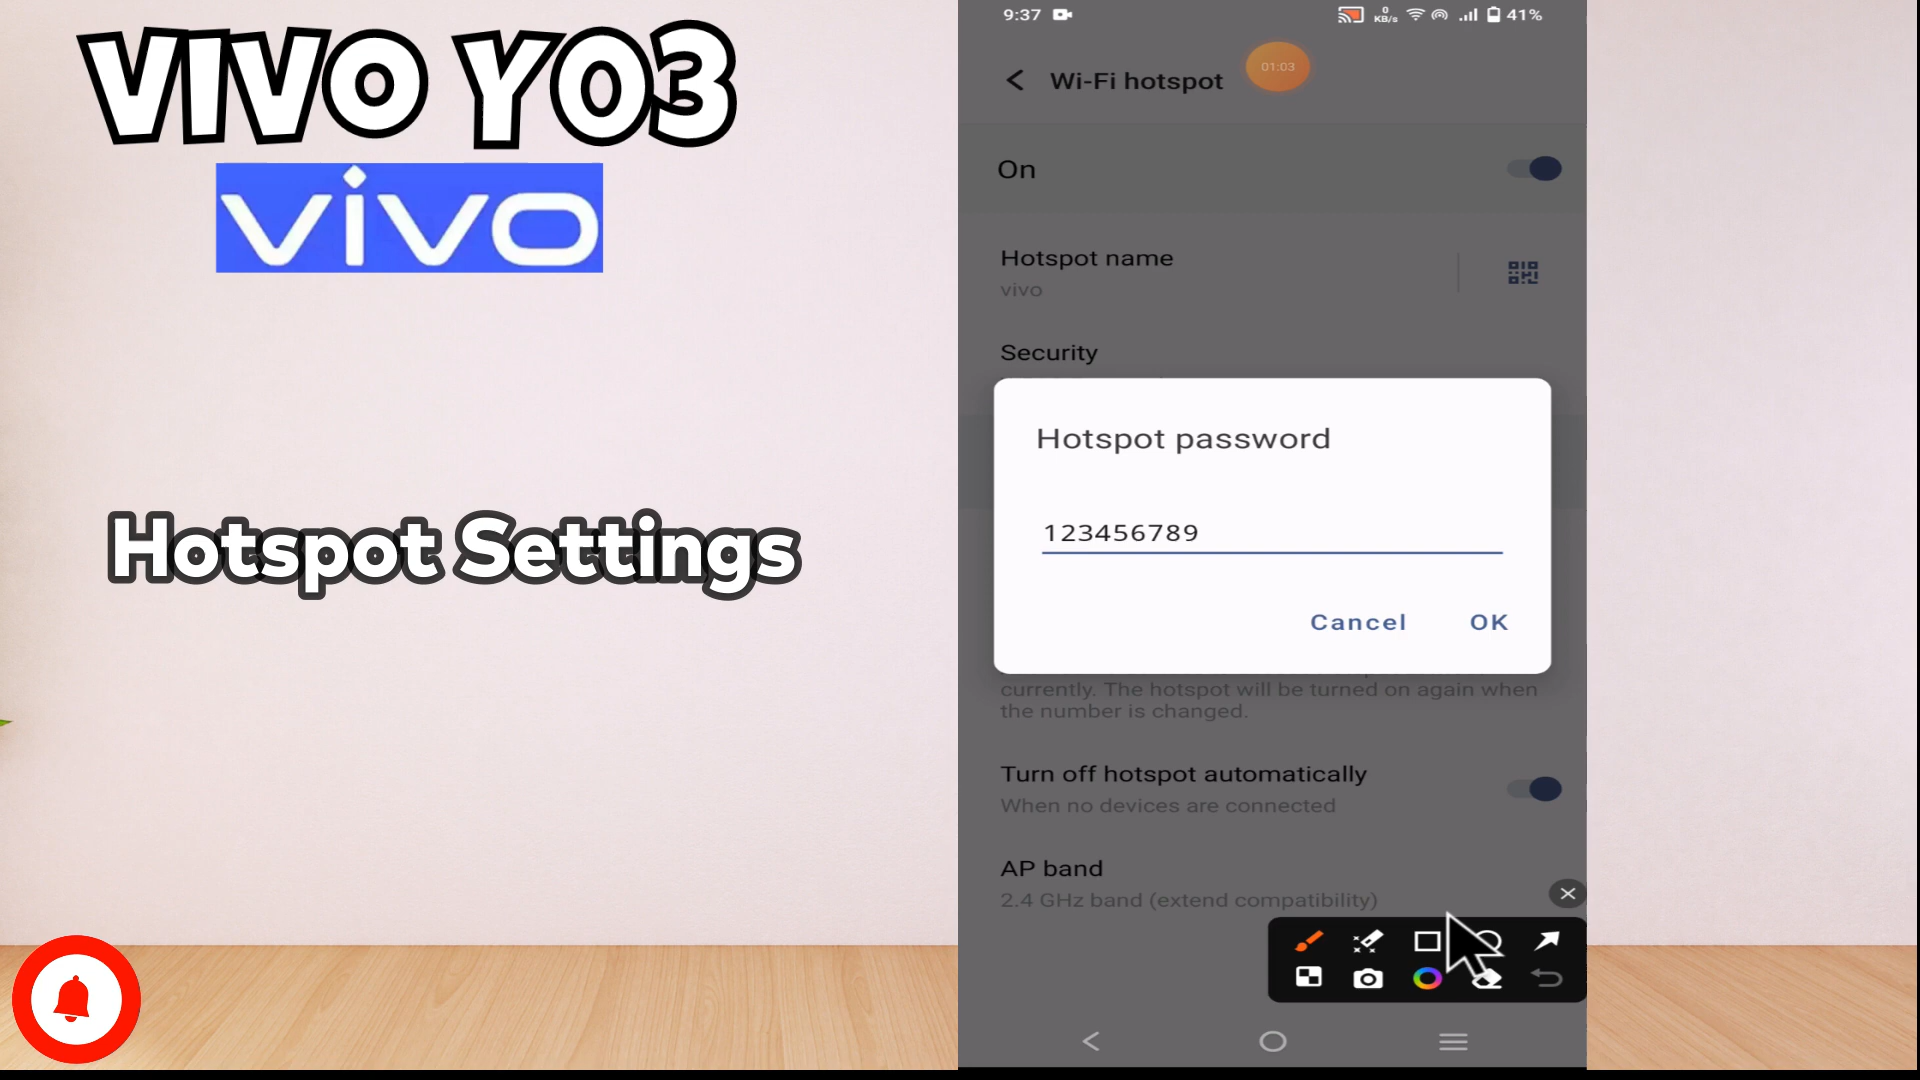 VIVO Y03
vivo
Hotspot Settings
9:37
0 KB/s
41%
Wi-Fi hotspot
01:03
On
Hotspot name
vivo
Security
Hotspot password
123456789
Cancel OK
currently. The hotspot will be turned on again when
the number is changed.
Turn off hotspot automatically
When no devices are connected
AP band
2.4 GHz band (extend compatibility)